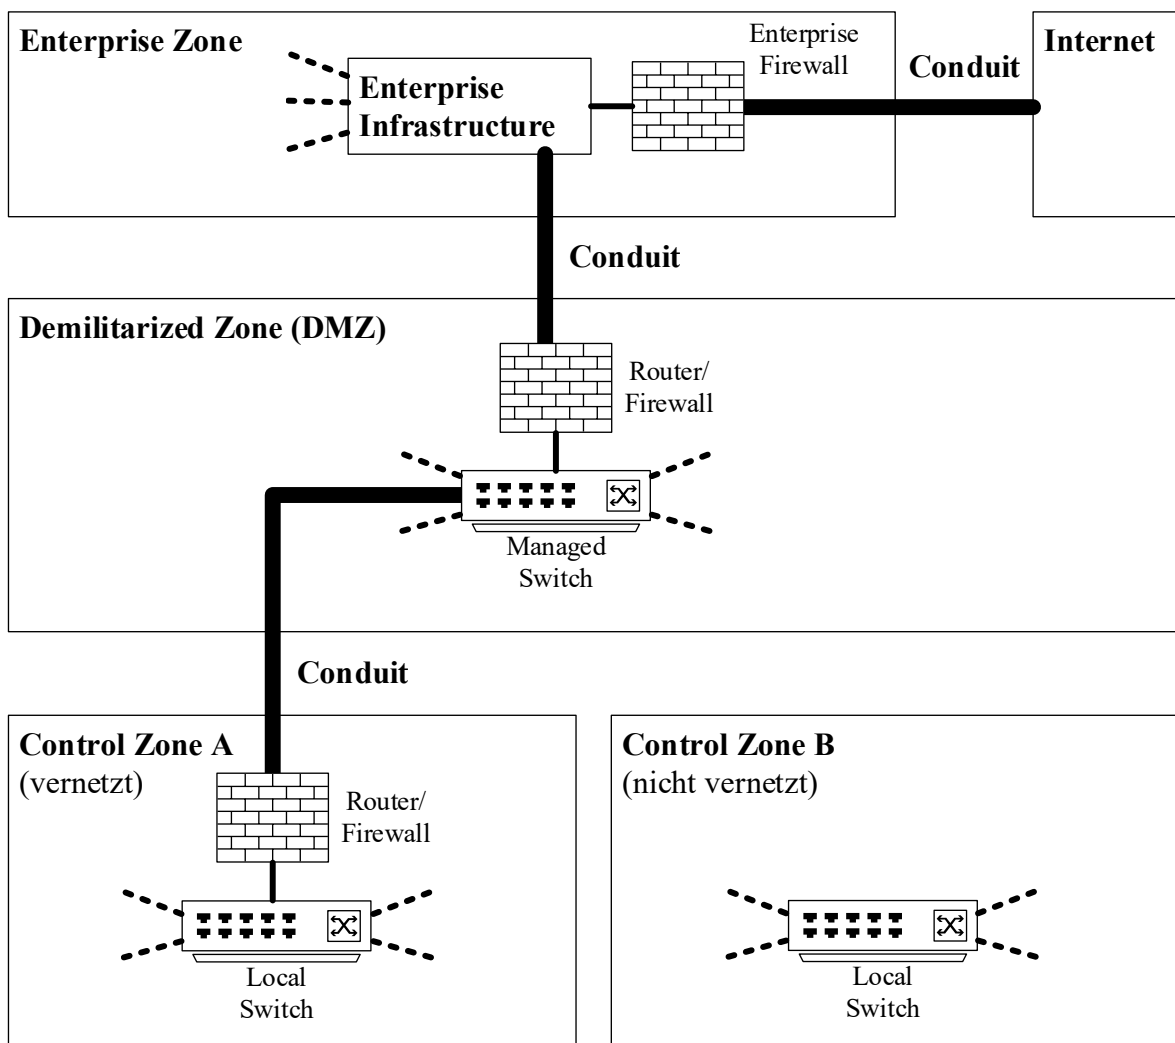 Enterprise Zone
Enterprise
Infrastructure
Enterprise
Firewall
Conduit
Internet
Conduit
Demilitarized Zone (DMZ)
Router/
Firewall
Managed
Switch
Conduit
Control Zone A
(vernetzt)
Router/
Firewall
Local
Switch
Control Zone B
(nicht vernetzt)
Local
Switch